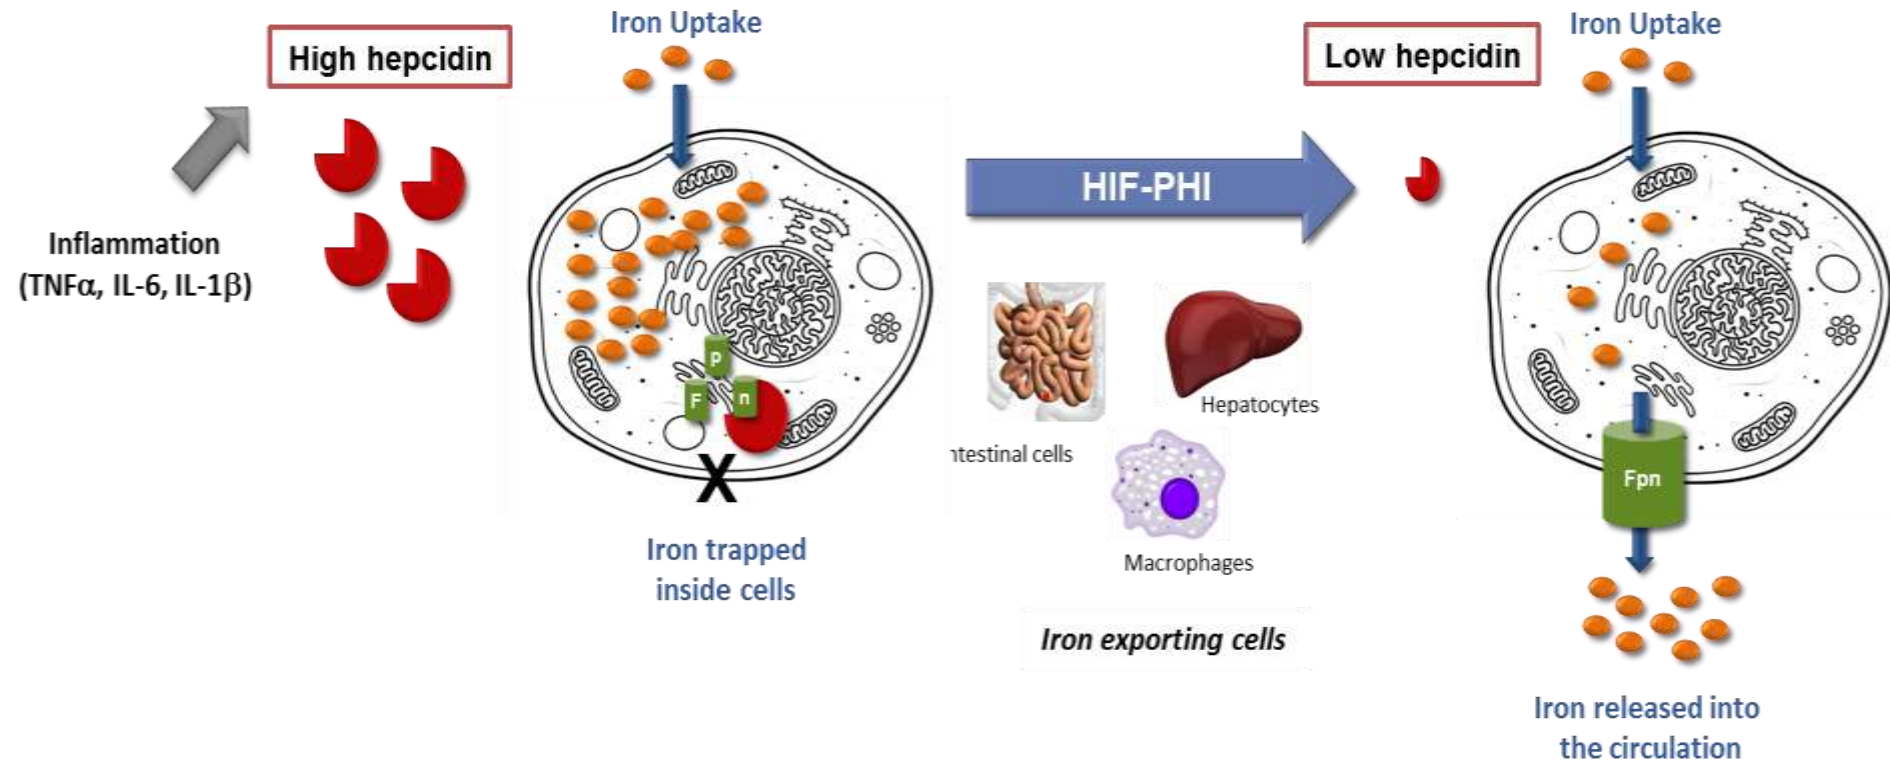 High hepcidin
Iron Uptake
Inflammation
(TNFα, IL-6, IL-1β)
p
F
n
X
Iron trapped
inside cells
HIF-PHI
ntestinal cells
Hepatocytes
Macrophages
Iron exporting cells
Low hepcidin
Iron Uptake
Fpn
Iron released into
the circulation